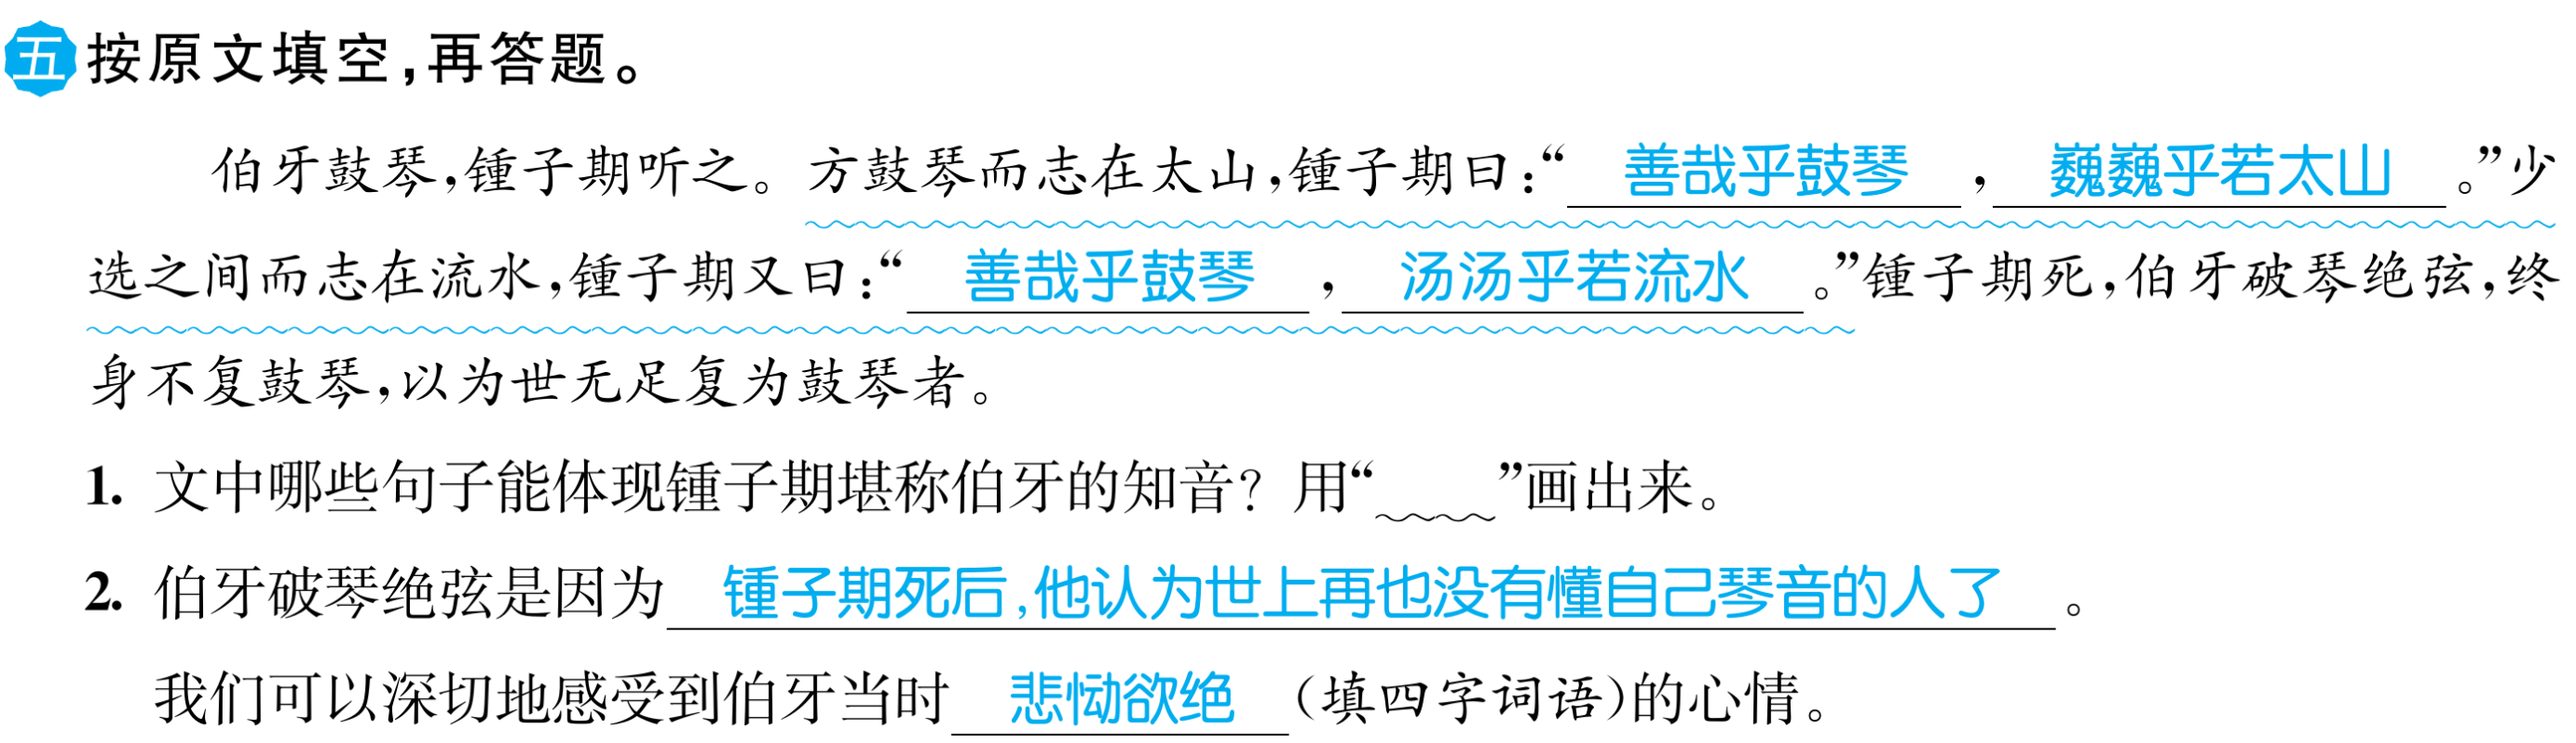 五 按原文填空,再答题。
伯牙鼓琴,锺子期听之。方鼓琴而志在太山,锺子期曰:“善哉乎鼓琴,巍巍乎若太山。”少
选之间而志在流水,锺子期又曰:“善哉乎鼓琴,汤汤乎若流水。”锺子期死,伯牙破琴绝弦,终
身不复鼓琴,以为世无足复为鼓琴者。
1. 文中哪些句子能体现锺子期堪称伯牙的知音?用“﹏﹏”画出来。
2. 伯牙破琴绝弦是因为锺子期死后,他认为世上再也没有懂自己琴音的人了。
我们可以深切地感受到伯牙当时悲恸欲绝(填四字词语)的心情。